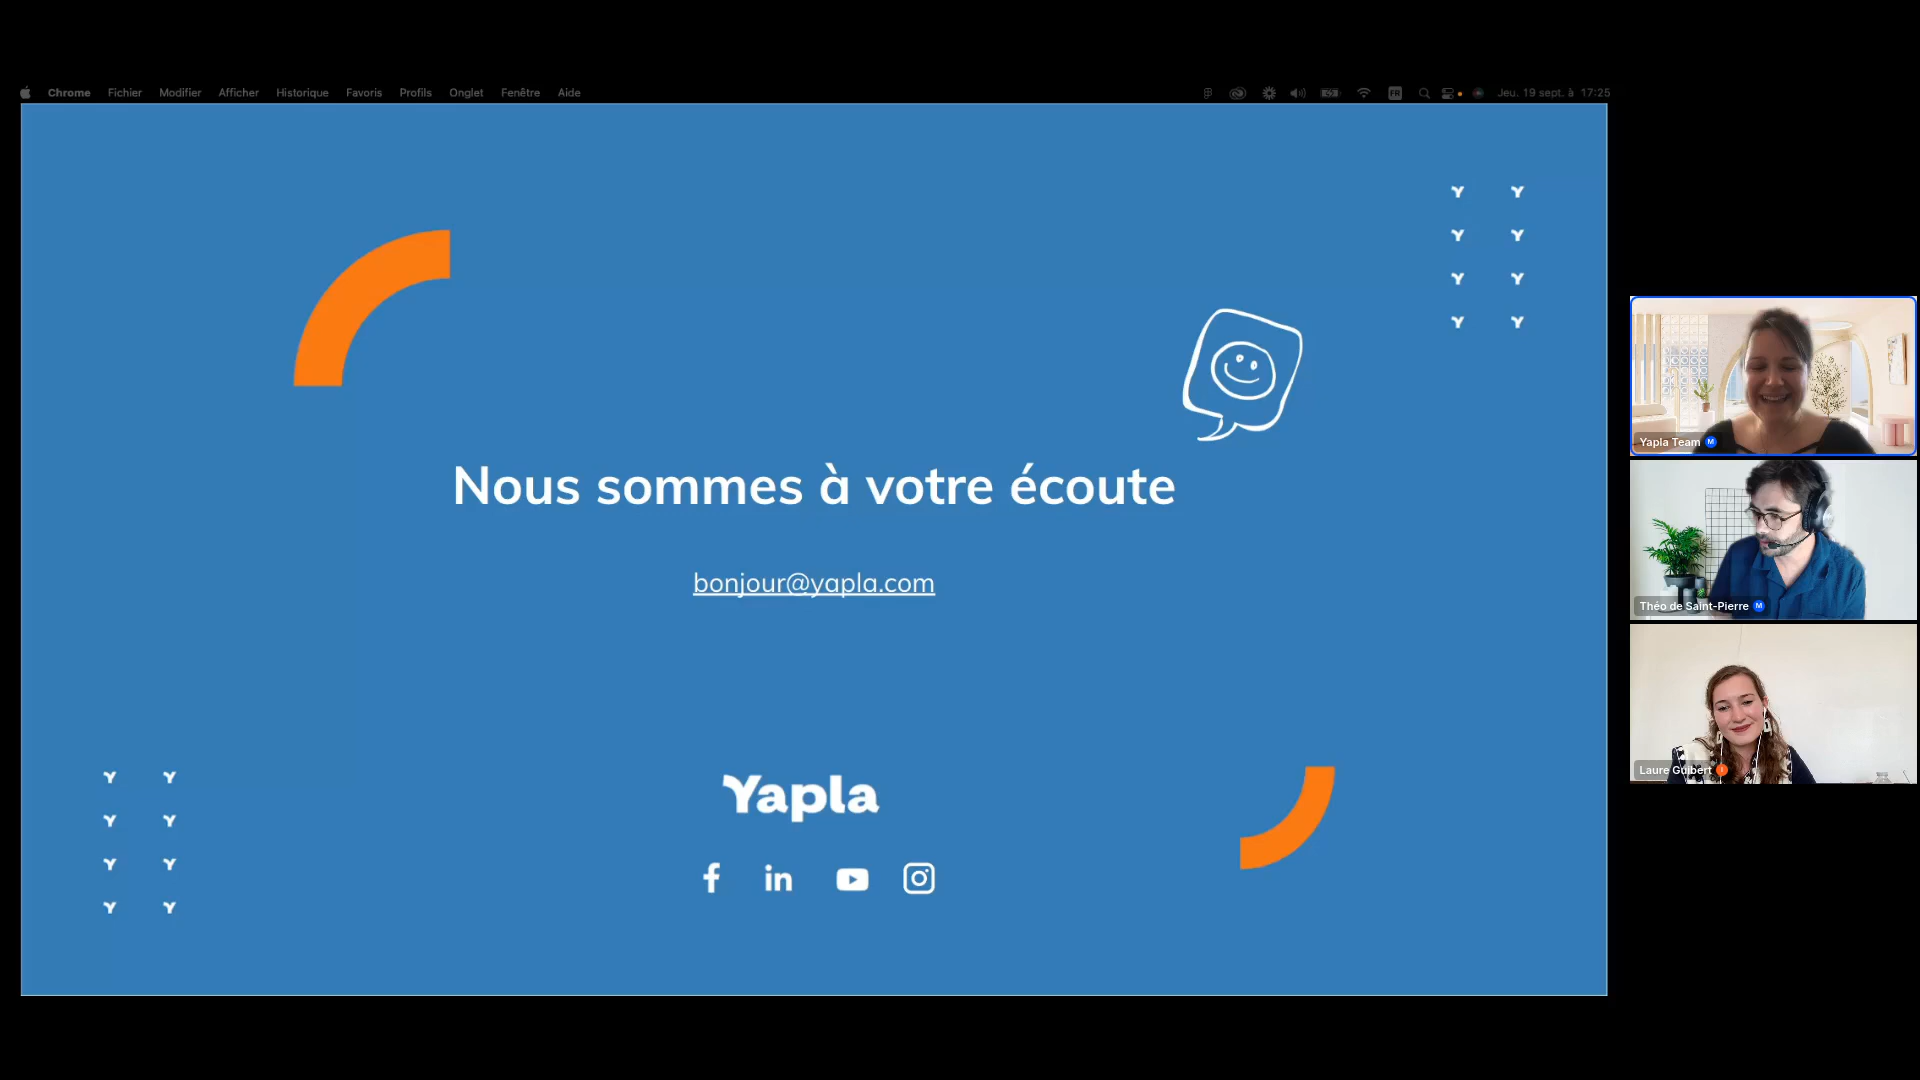 Chrome Fichier Modifier Afficher Historique Favoris Profils Onglet Fenêtre Aide
FR
Jeu. 19 sept. à 17:25
Nous sommes à votre écoute
bonjour@yapla.com
Yapla
Yapla Team M
Théo de Saint-Pierre M
Laure Guibert